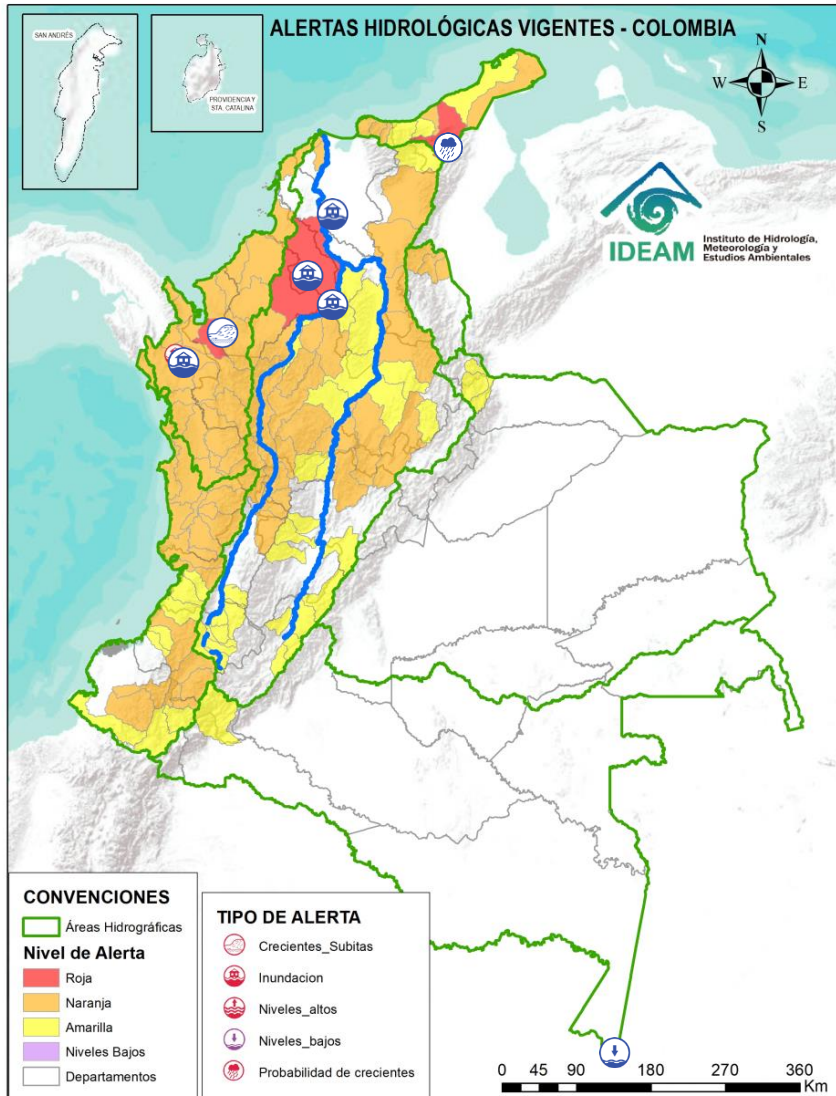 ALERTAS HIDROLÓGICAS VIGENTES - COLOMBIA
SAN ANDRÉS
PROVIDENCIA Y
STA. CATALINA
N
W
E
S
IDEAM
Instituto de Hidrología,
Meteorología y
Estudios Ambientales
CONVENCIONES
Áreas Hidrográficas
Nivel de Alerta
Roja
Naranja
Amarilla
Niveles Bajos
Departamentos
TIPO DE ALERTA
Crecientes_Subitas
Inundacion
Niveles_altos
Niveles_bajos
Probabilidad de crecientes
0 45 90 180 270 360
Km